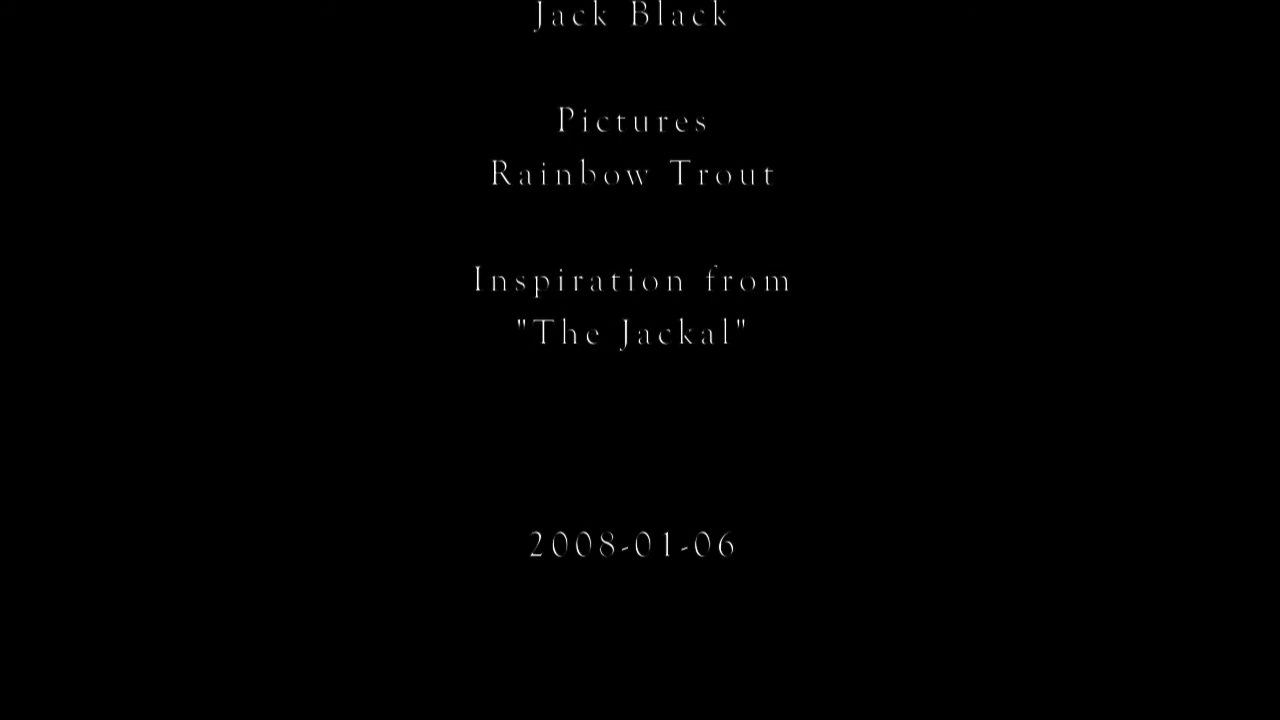 Jack Black
Pictures
Rainbow Trout
Inspiration from
"The Jackal"
2008-01-06